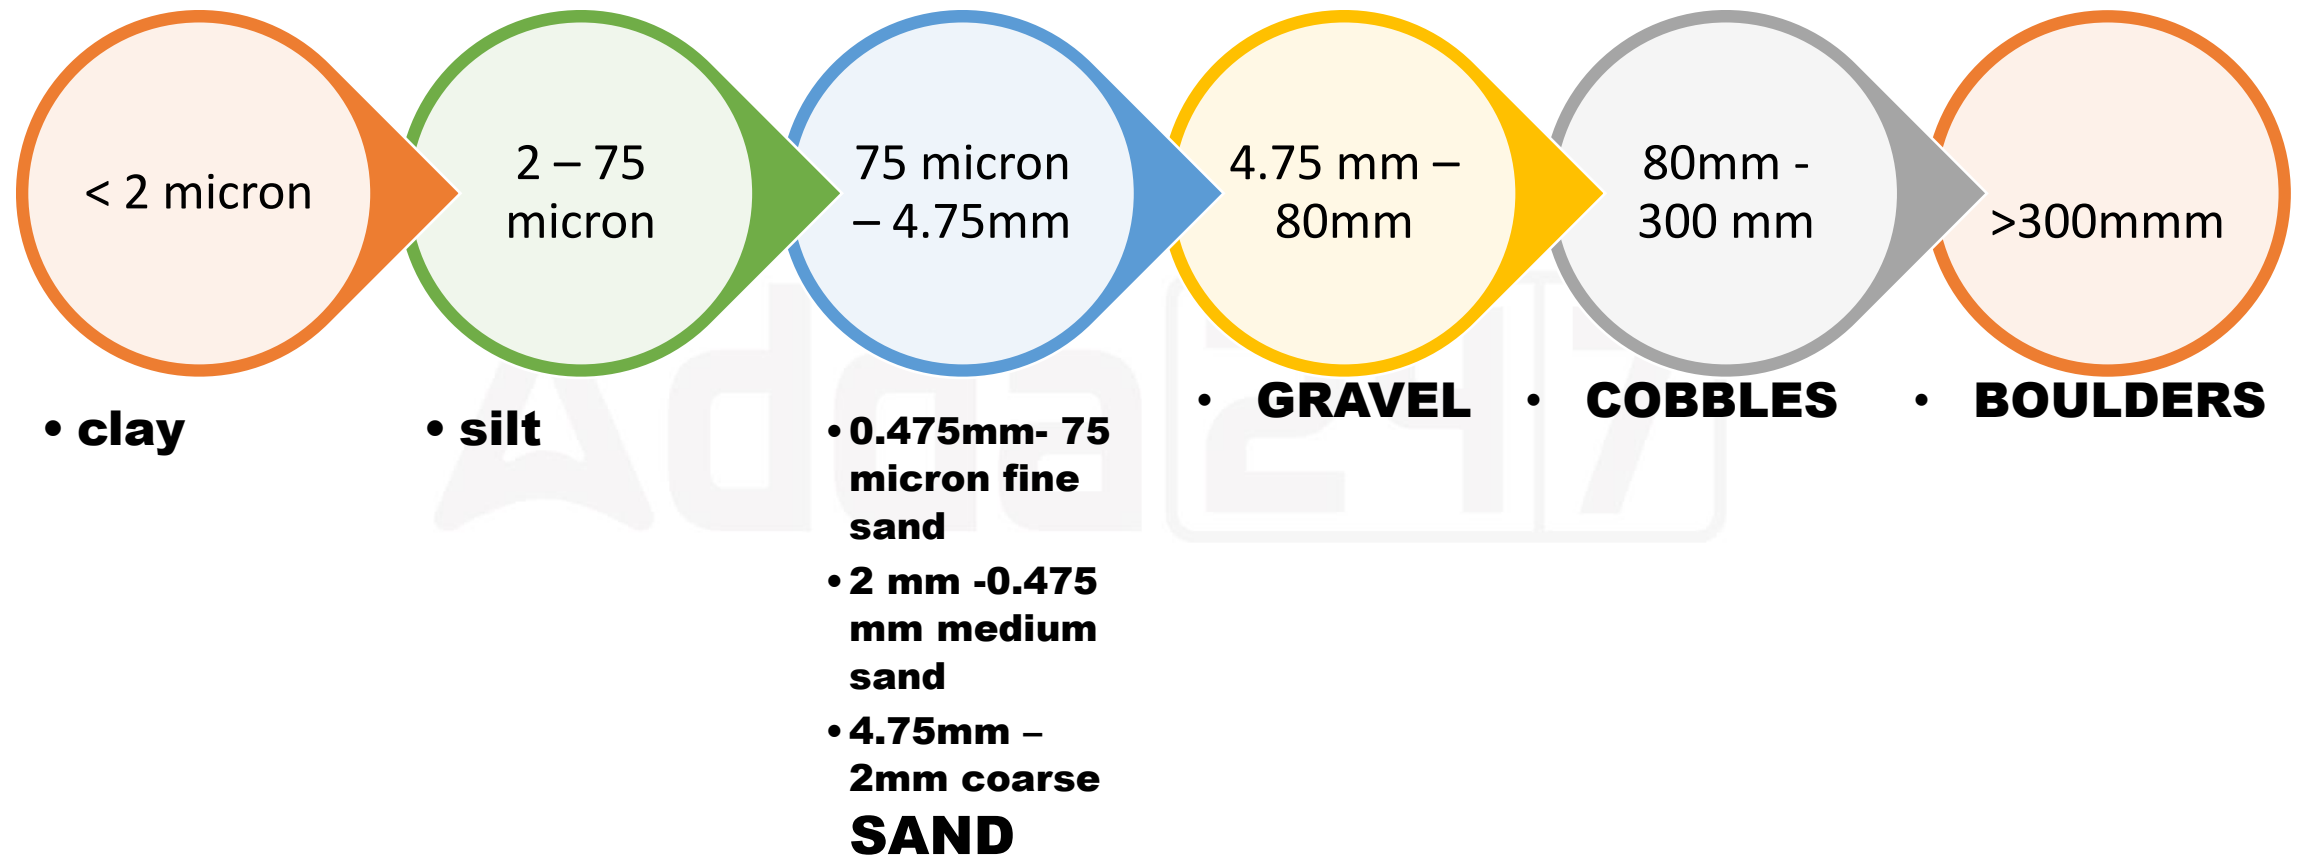 < 2 micron
2 – 75
micron
75 micron
– 4.75mm
4.75 mm –
80mm
80mm -
300 mm
>300mmm
• clay
• silt
• 0.475mm- 75
micron fine
sand
• 2 mm -0.475
mm medium
sand
• 4.75mm –
2mm coarse
SAND
• GRAVEL
• COBBLES
• BOULDERS
Adda247